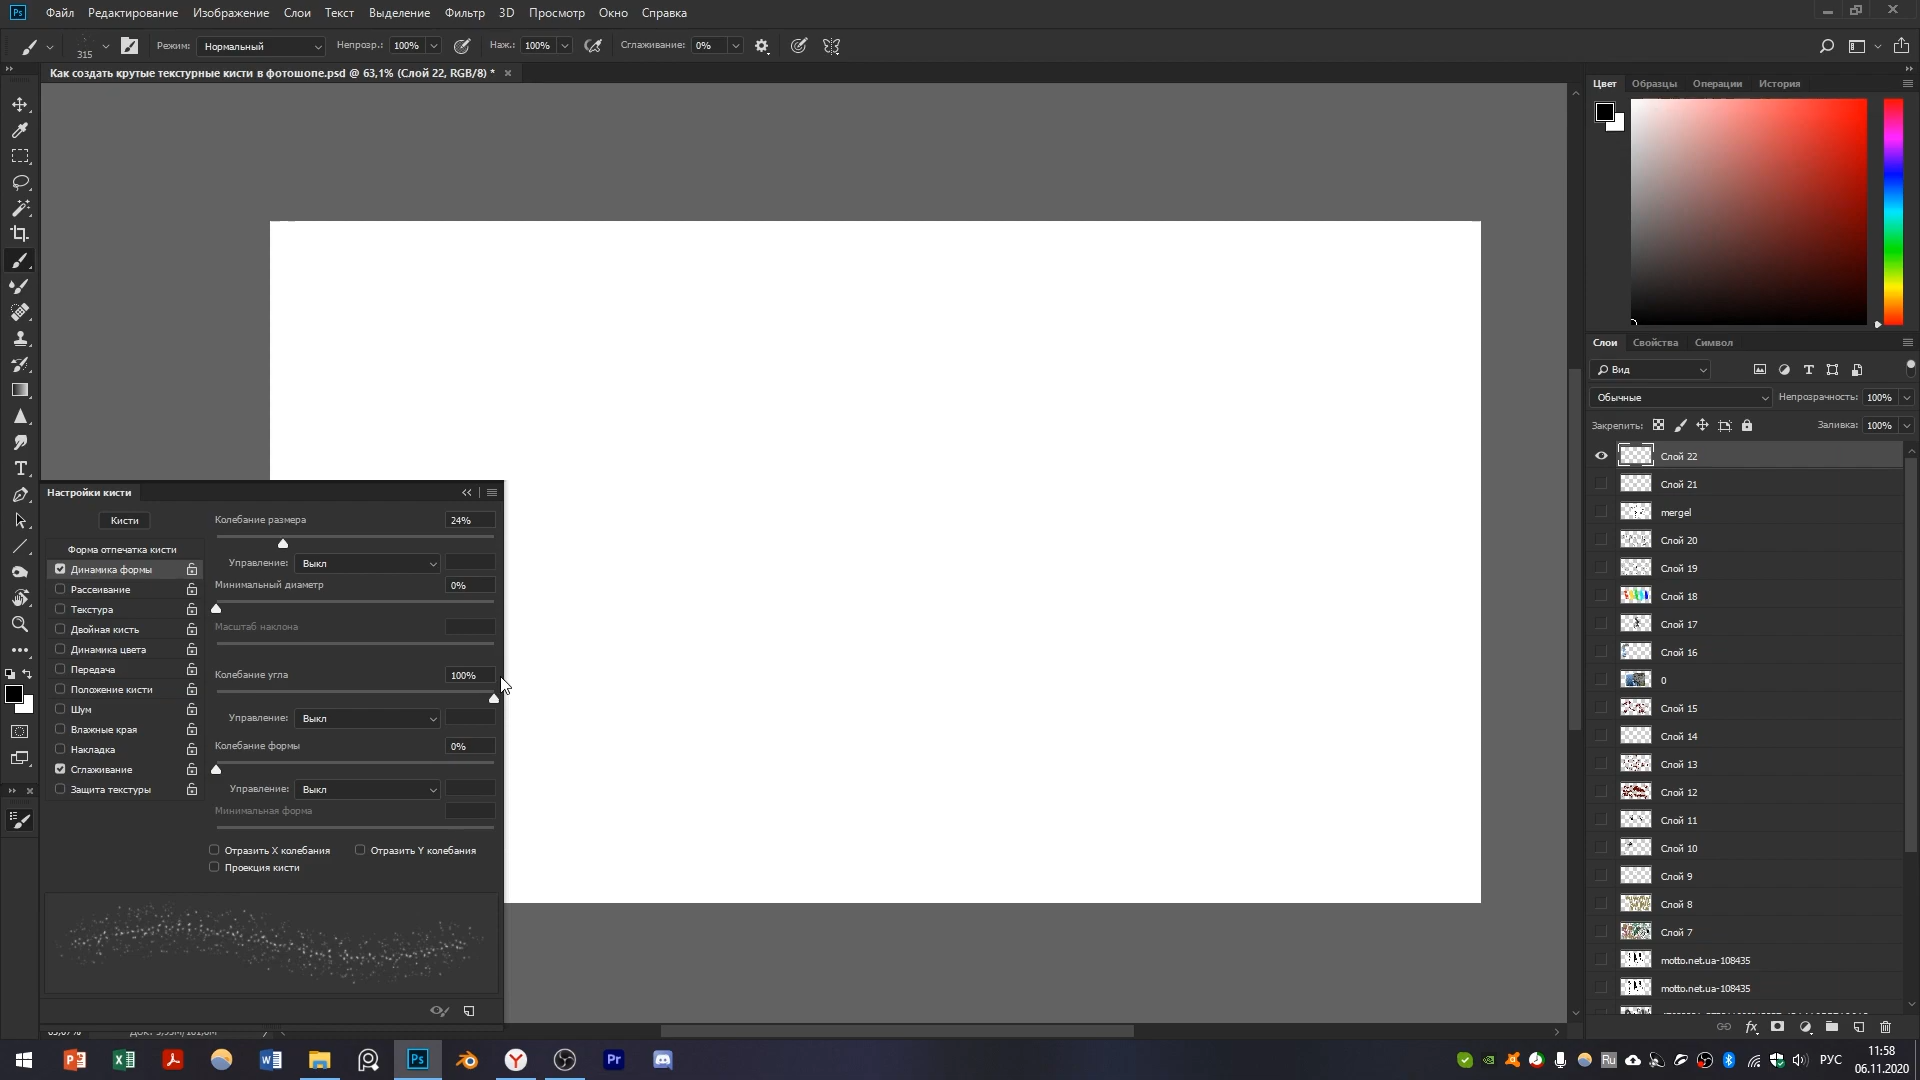 Ps Файл Редактирование Изображение Слои Текст Выделение Фильтр 3D Просмотр Окно Справка
315 Режим: Нормальный Непрозр.: 100% Наж.: 100% Сглаживание: 0%
Как создать крутые текстурные кисти в фотошопе.psd @ 63,1% (Слой 22, RGB/8) *
Цвет Образцы Операции История
Слои Свойства Символ
Вид
Обычные Непрозрачность: 100%
Закрепить: Заливка: 100%
Слой 22
Слой 21
mergel
Слой 20
Слой 19
Слой 18
Слой 17
Слой 16
0
Слой 15
Слой 14
Слой 13
Слой 12
Слой 11
Слой 10
Слой 9
Слой 8
Слой 7
motto.net.ua-108435
motto.net.ua-108435
Настройки кисти
Кисти
Форма отпечатка кисти
Динамика формы
Рассеивание
Текстура
Двойная кисть
Динамика цвета
Передача
Положение кисти
Шум
Влажные края
Накладка
Сглаживание
Защита текстуры
Колебание размера 24%
Управление: Выкл
Минимальный диаметр 0%
Масштаб наклона
Колебание угла 100%
Управление: Выкл
Колебание формы 0%
Управление: Выкл
Минимальная форма
Отразить X колебания Отразить Y колебания
Проекция кисти
Ps Pr Ru РУС 11:58
06.11.2020